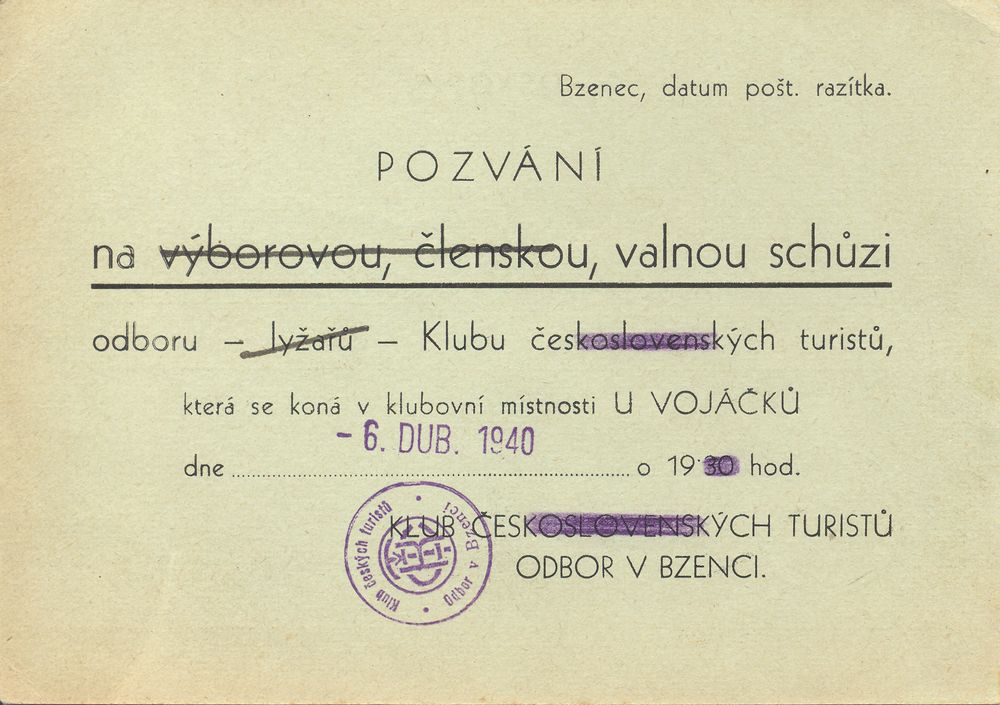 Bzenec, datum pošt. razítka.
POZVÁNÍ
na výborovou, členskou, valnou schůzi
odboru – lyžařů – Klubu československých turistů,
která se koná v klubovní místnosti U VOJÁČKŮ
- 6. DUB. 1940
dne ........................ o 19·30 hod.
KLUB ČESKOSLOVENSKÝCH TURISTŮ
ODBOR V BZENCI.
Klub českých turistů
Odbor v Bzenci